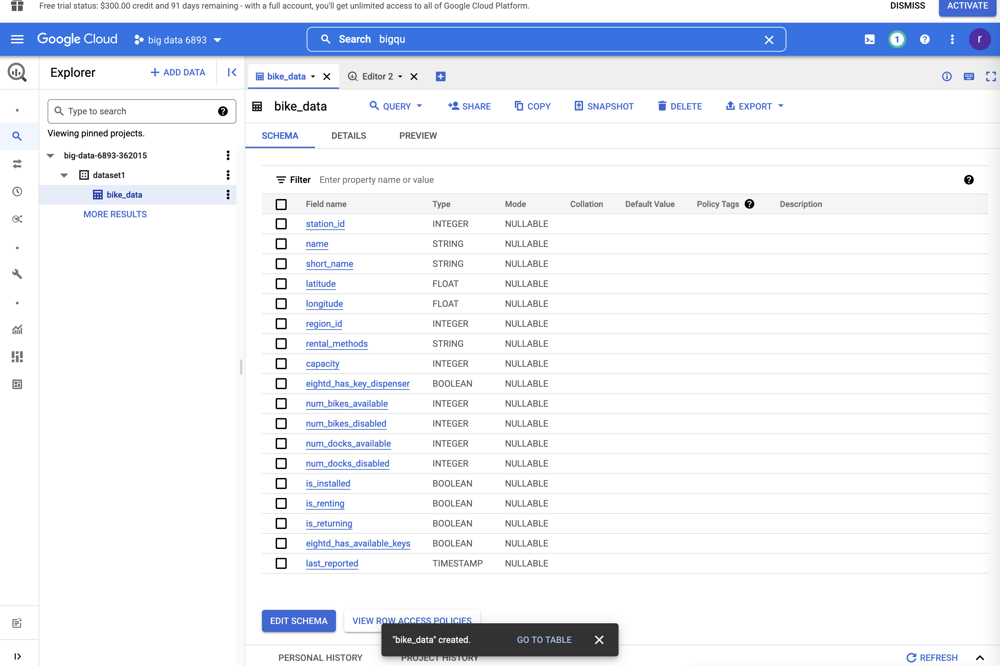 Free trial status: $300.00 credit and 91 days remaining - with a full account, you'll get unlimited access to all of Google Cloud Platform. DISMISS ACTIVATE
Google Cloud big data 6893 Search bigqu 1 ? r
Explorer + ADD DATA
bike_data Editor 2
Type to search ?
Viewing pinned projects.
big-data-6893-362015
dataset1
bike_data
MORE RESULTS
bike_data QUERY SHARE COPY SNAPSHOT DELETE EXPORT
SCHEMA DETAILS PREVIEW
Filter Enter property name or value ?
Field name Type Mode Collation Default Value Policy Tags ? Description
station_id INTEGER NULLABLE
name STRING NULLABLE
short_name STRING NULLABLE
latitude FLOAT NULLABLE
longitude FLOAT NULLABLE
region_id INTEGER NULLABLE
rental_methods STRING NULLABLE
capacity INTEGER NULLABLE
eightd_has_key_dispenser BOOLEAN NULLABLE
num_bikes_available INTEGER NULLABLE
num_bikes_disabled INTEGER NULLABLE
num_docks_available INTEGER NULLABLE
num_docks_disabled INTEGER NULLABLE
is_installed BOOLEAN NULLABLE
is_renting BOOLEAN NULLABLE
is_returning BOOLEAN NULLABLE
eightd_has_available_keys BOOLEAN NULLABLE
last_reported TIMESTAMP NULLABLE
EDIT SCHEMA VIEW ROW ACCESS POLICIES
"bike_data" created. GO TO TABLE
PERSONAL HISTORY PROJECT HISTORY REFRESH